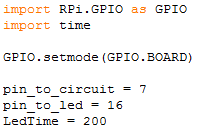 import RPi.GPIO as GPIO
import time
GPIO.setmode(GPIO.BOARD)
pin_to_circuit = 7
pin_to_led = 16
LedTime = 200